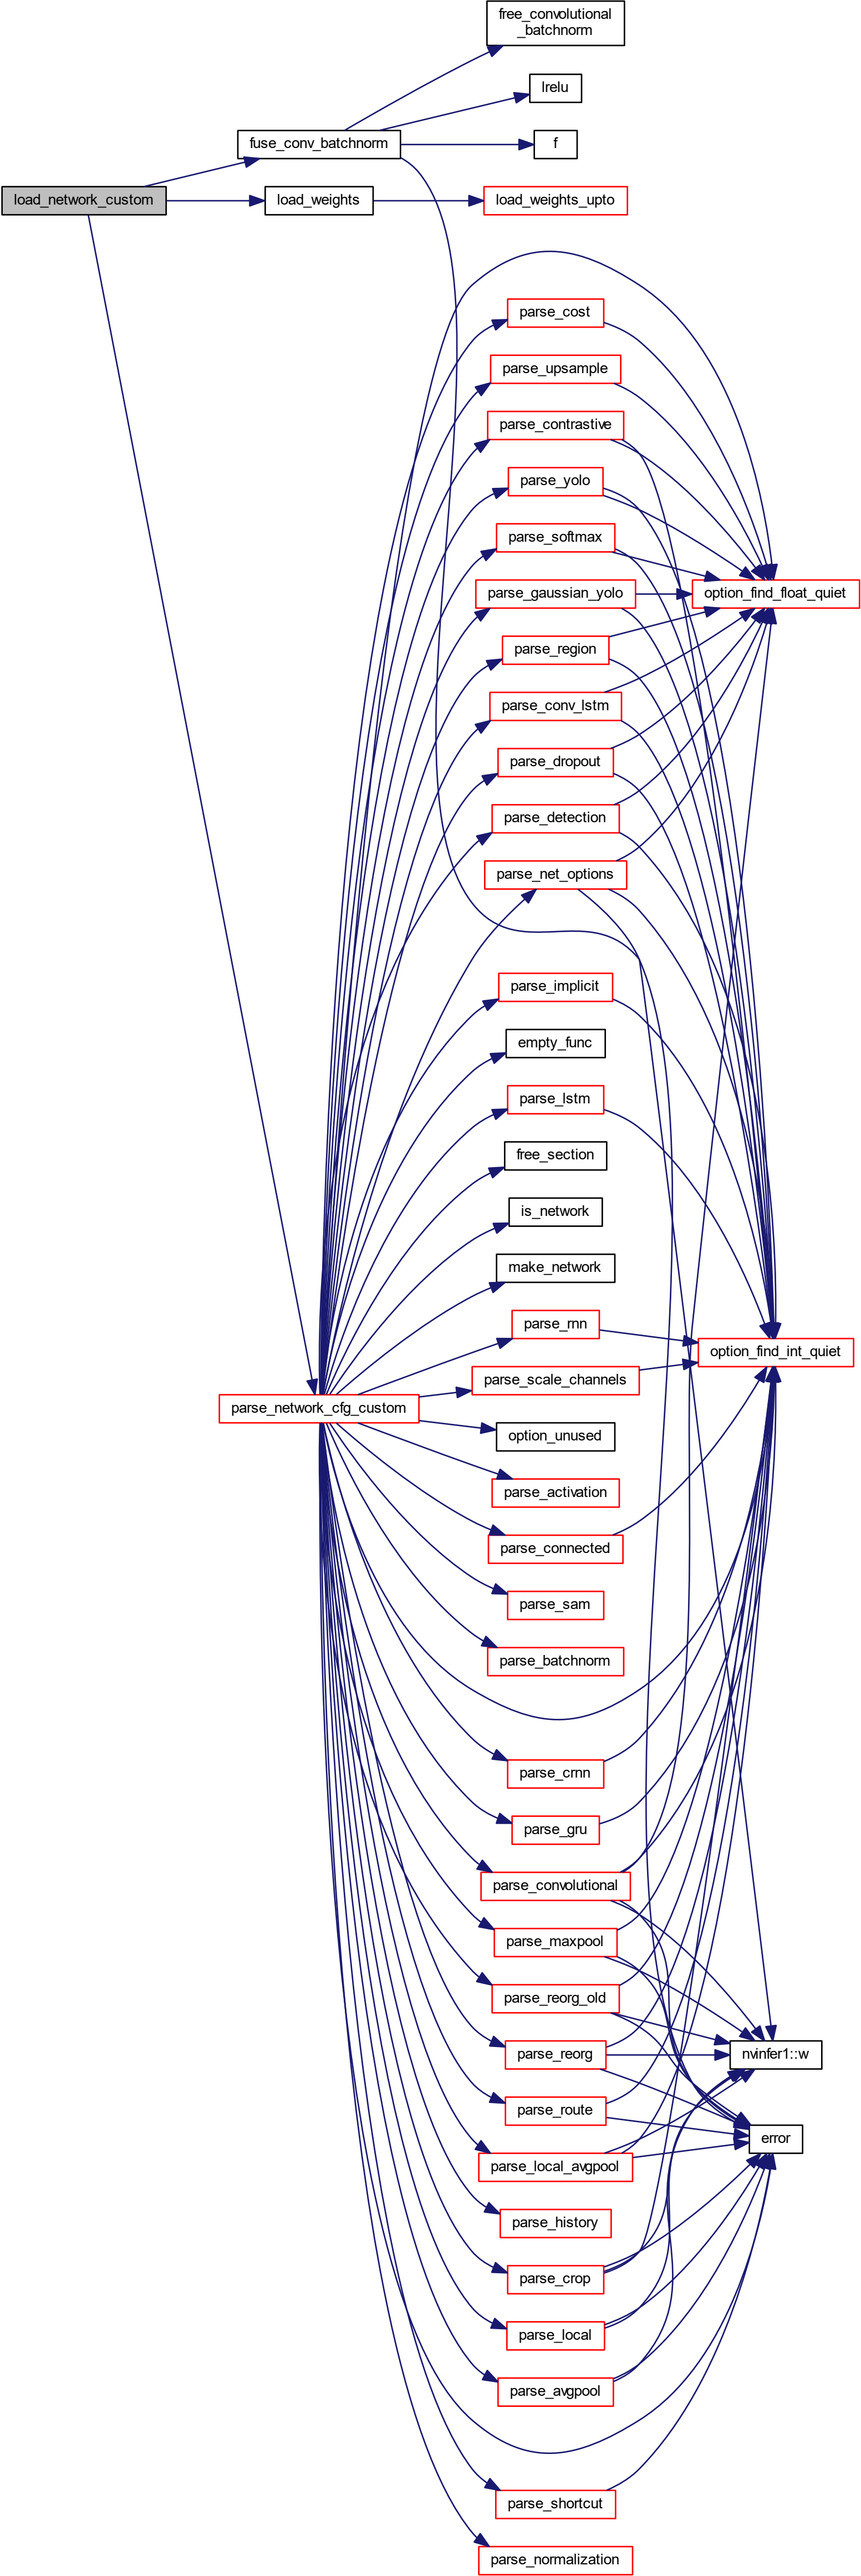 free_convolutional
_batchnorm
lrelu
fuse_conv_batchnorm
f
load_network_custom
load_weights
load_weights_upto
parse_cost
parse_upsample
parse_contrastive
parse_yolo
parse_softmax
parse_gaussian_yolo
option_find_float_quiet
parse_region
parse_conv_lstm
parse_dropout
parse_detection
parse_net_options
parse_implicit
empty_func
parse_lstm
free_section
is_network
make_network
parse_rnn
option_find_int_quiet
parse_scale_channels
parse_network_cfg_custom
option_unused
parse_activation
parse_connected
parse_sam
parse_batchnorm
parse_crnn
parse_gru
parse_convolutional
parse_maxpool
parse_reorg_old
parse_reorg
nvinfer1::w
parse_route
error
parse_local_avgpool
parse_history
parse_crop
parse_local
parse_avgpool
parse_shortcut
parse_normalization